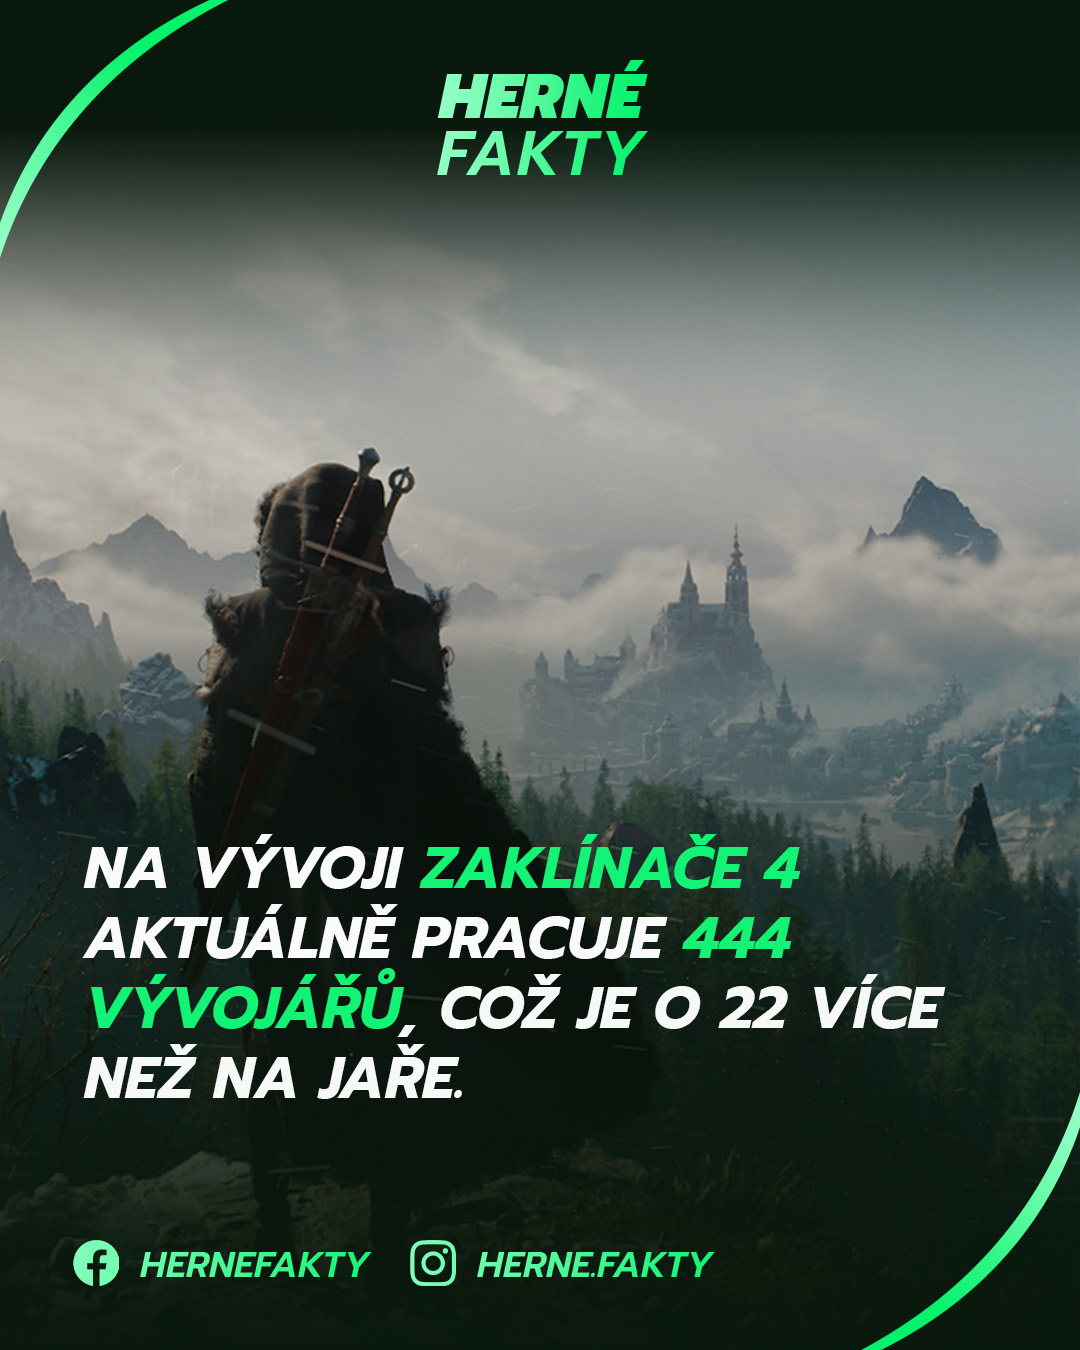 HERNÉ
FAKTY
NA VÝVOJI ZAKLÍNAČE 4
AKTUÁLNĚ PRACUJE 444
VÝVOJÁŘŮ, COŽ JE O 22 VÍCE
NEŽ NA JAŘE.
HERNEFAKTY HERNE.FAKTY